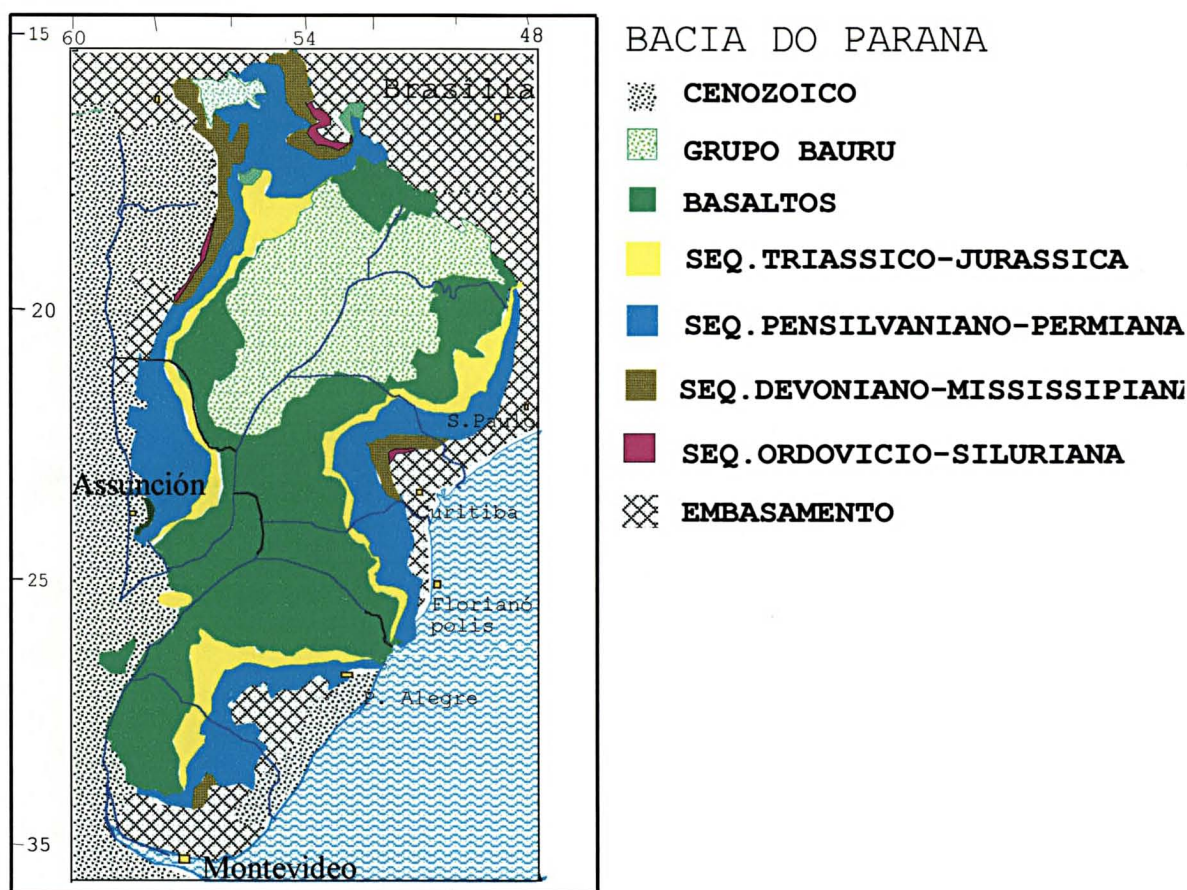 -15 60 54 48
Brasília
-20
S.Paulo
Assunción
Curitiba
-25
Florianó
polis
P. Alegre
-35
Montevideo
BACIA DO PARANA
CENOZOICO
GRUPO BAURU
BASALTOS
SEQ.TRIASSICO-JURASSICA
SEQ.PENSILVANIANO-PERMIANA
SEQ.DEVONIANO-MISSISSIPIANA
SEQ.ORDOVICIO-SILURIANA
EMBASAMENTO